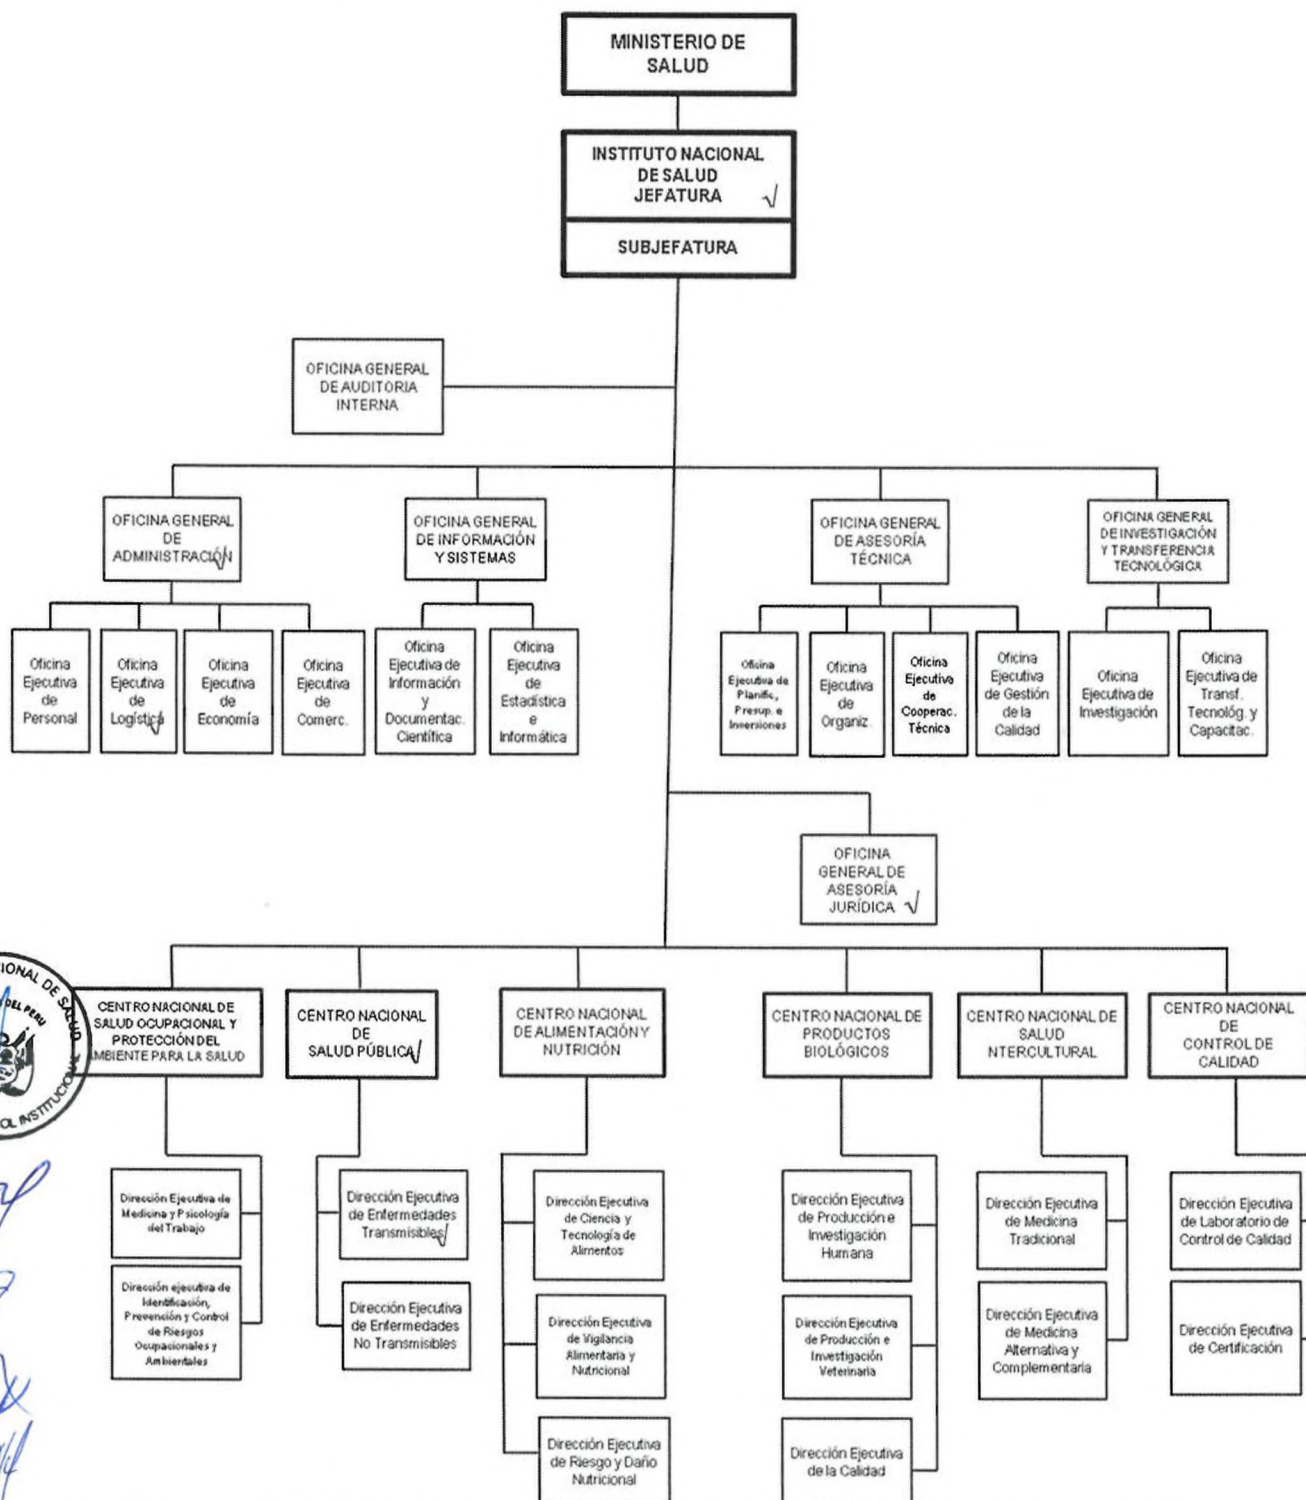 MINISTERIO DE
SALUD
INSTITUTO NACIONAL
DE SALUD
JEFATURA
SUBJEFATURA
OFICINA GENERAL
DE AUDITORIA
INTERNA
OFICINA GENERAL
DE
ADMINISTRACIÓN
OFICINA GENERAL
DE INFORMACIÓN
Y SISTEMAS
OFICINA GENERAL
DE ASESORÍA
TÉCNICA
OFICINA GENERAL
DE INVESTIGACIÓN
Y TRANSFERENCIA
TECNOLÓGICA
Oficina
Ejecutiva
de
Personal
Oficina
Ejecutiva
de
Logística
Oficina
Ejecutiva
de
Economía
Oficina
Ejecutiva
de
Comerc.
Oficina
Ejecutiva de
Información
y
Documentac.
Científica
Oficina
Ejecutiva
de
Estadística
e
Informática
Oficina
Ejecutiva de
Planific.,
Presup. e
Inversiones
Oficina
Ejecutiva
de
Organiz.
Oficina
Ejecutiva
de
Cooperac.
Técnica
Oficina
Ejecutiva
de Gestión
de la
Calidad
Oficina
Ejecutiva de
Investigación
Oficina
Ejecutiva de
Transf.
Tecnológ. y
Capacitac.
OFICINA
GENERAL DE
ASESORÍA
JURÍDICA
CENTRO NACIONAL DE
SALUD OCUPACIONAL Y
PROTECCIÓN DEL
MBIENTE PARA LA SALUD
CENTRO NACIONAL
DE
SALUD PÚBLICA
CENTRO NACIONAL
DE ALIMENTACIÓN Y
NUTRICIÓN
CENTRO NACIONAL DE
PRODUCTOS
BIOLÓGICOS
CENTRO NACIONAL DE
SALUD
NTERCULTURAL
CENTRO NACIONAL
DE
CONTROL DE
CALIDAD
IONAL DE SALUD
DEL PERU
OL INSTITUCIONAL
Dirección Ejecutiva de
Medicina y Psicología
del Trabajo
Dirección ejecutiva de
Identificación,
Prevención y Control
de Riesgos
Ocupacionales y
Ambientales
Dirección Ejecutiva
de Enfermedades
Transmisibles
Dirección Ejecutiva
de Enfermedades
No Transmisibles
Dirección Ejecutiva
de Ciencia y
Tecnología de
Alimentos
Dirección Ejecutiva
de Vigilancia
Alimentaria y
Nutricional
Dirección Ejecutiva
de Riesgo y Daño
Nutricional
Dirección Ejecutiva
de Producción e
Investigación
Humana
Dirección Ejecutiva
de Producción e
Investigación
Veterinaria
Dirección Ejecutiva
de la Calidad
Dirección Ejecutiva
de Medicina
Tradicional
Dirección Ejecutiva
de Medicina
Alternativa y
Complementaria
Dirección Ejecutiva
de Laboratorio de
Control de Calidad
Dirección Ejecutiva
de Certificación